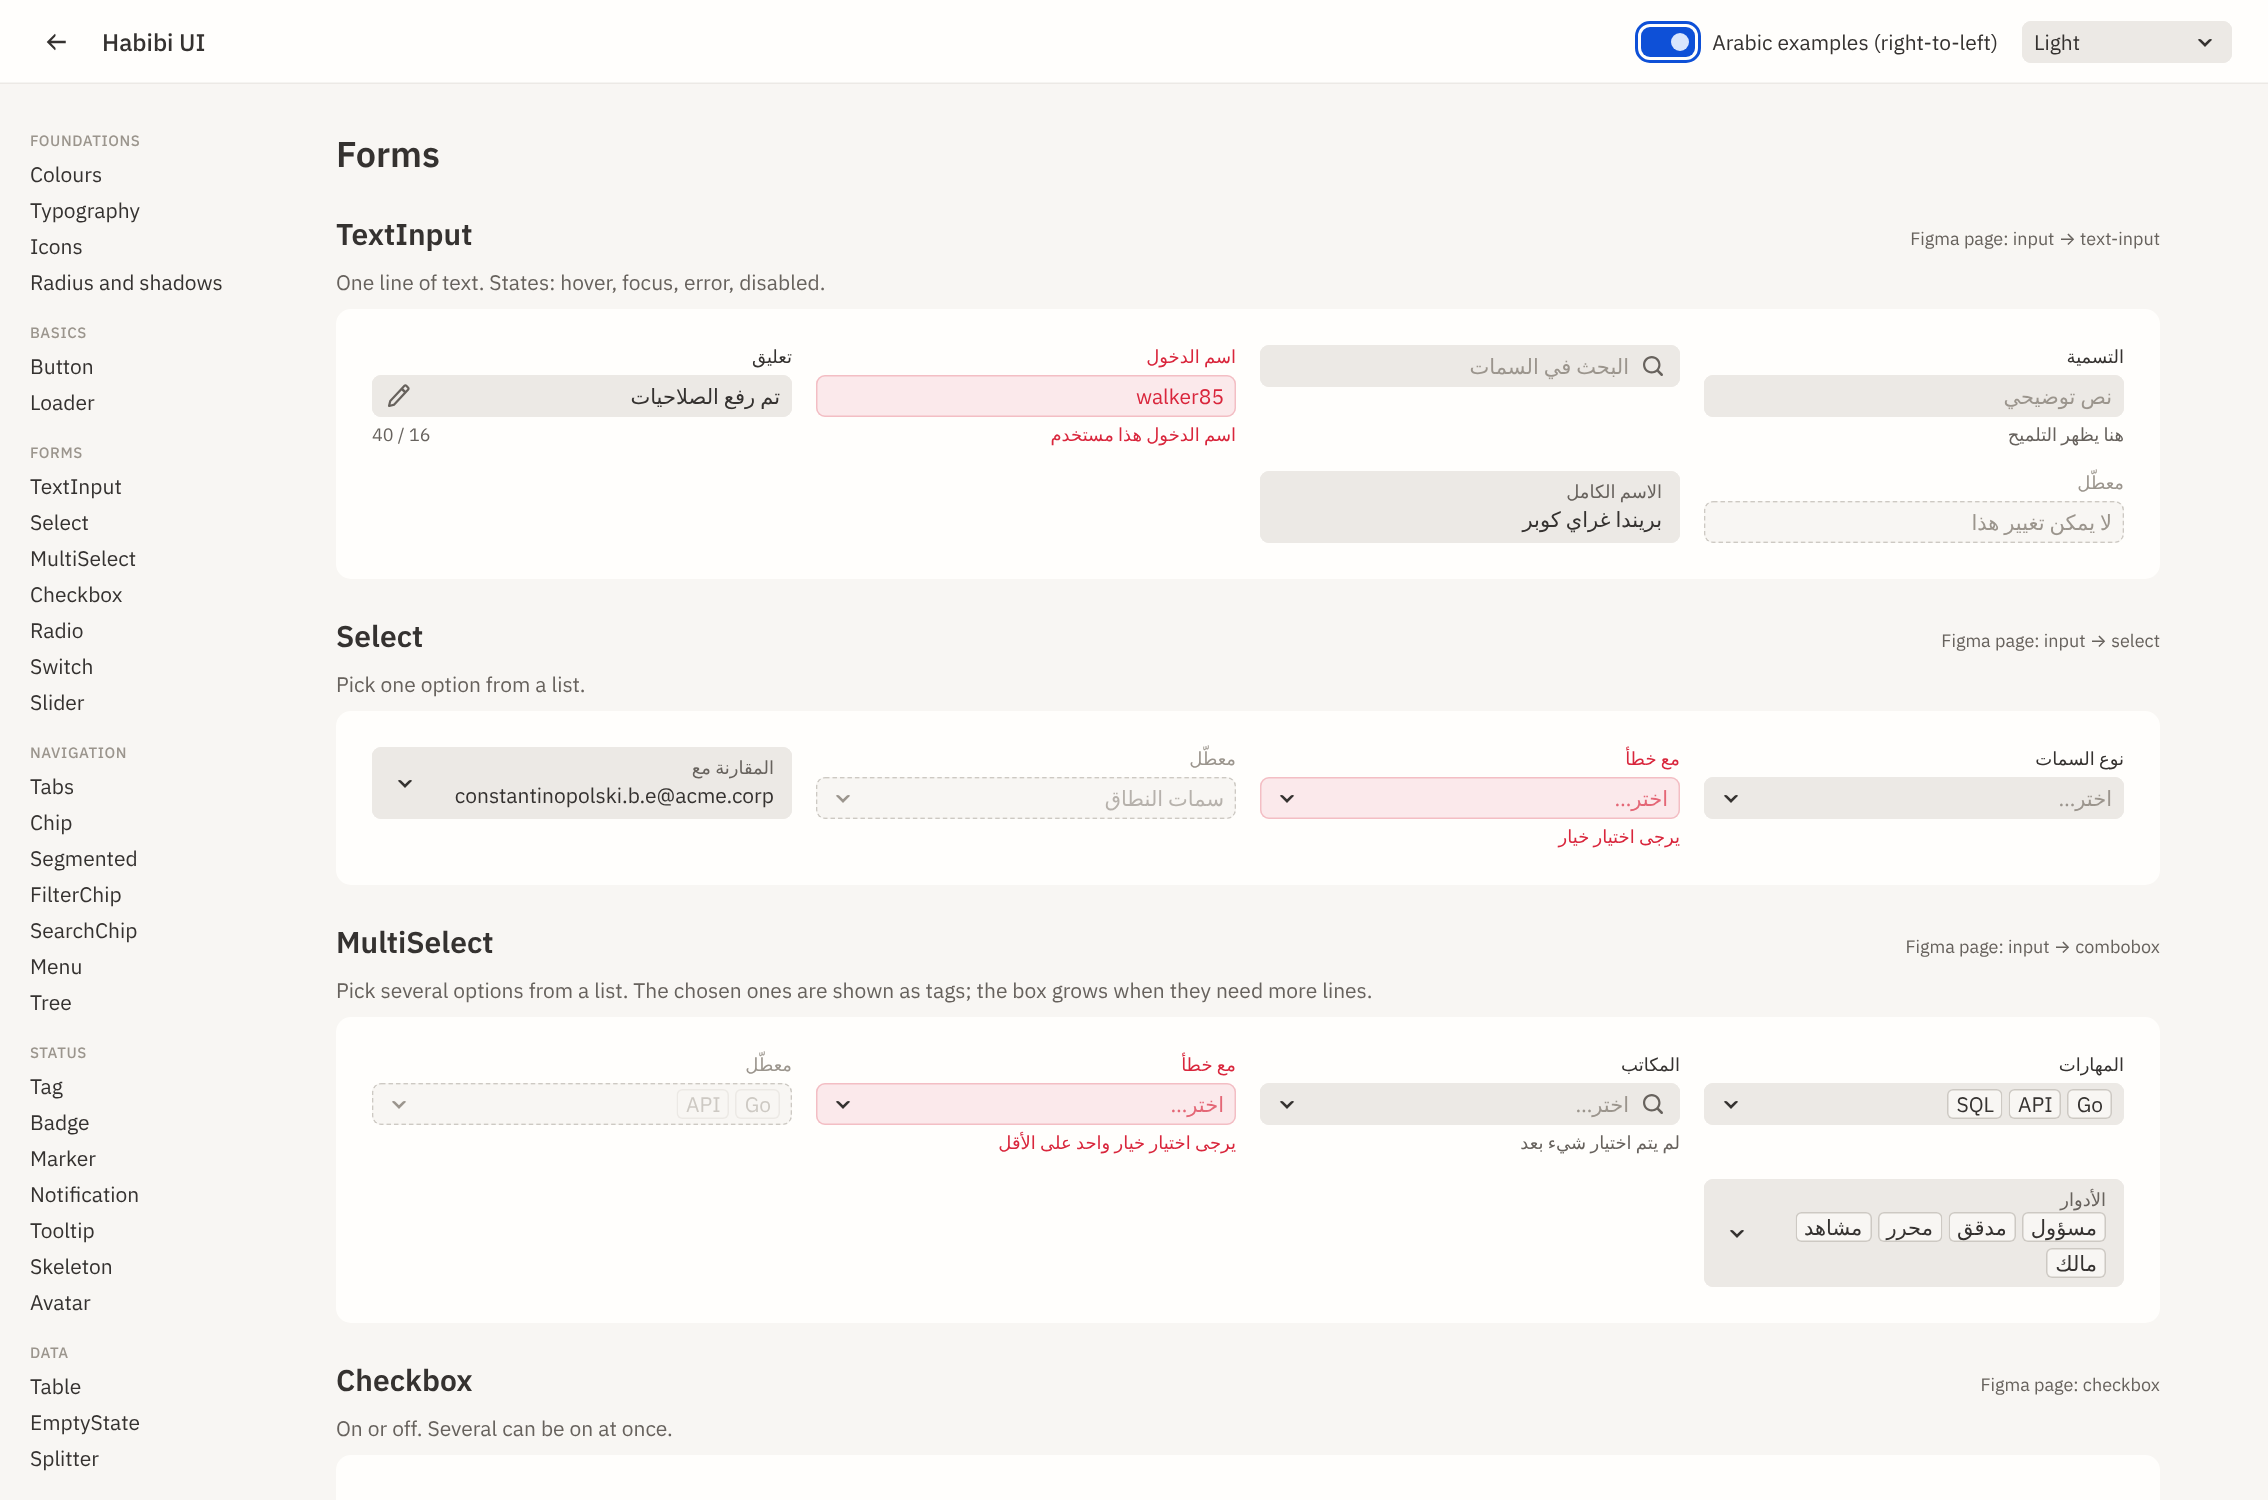 Habibi UI
Arabic examples (right-to-left)
Light
FOUNDATIONS
Colours
Typography
Icons
Radius and shadows
BASICS
Button
Loader
FORMS
TextInput
Select
MultiSelect
Checkbox
Radio
Switch
Slider
NAVIGATION
Tabs
Chip
Segmented
FilterChip
SearchChip
Menu
Tree
STATUS
Tag
Badge
Marker
Notification
Tooltip
Skeleton
Avatar
DATA
Table
EmptyState
Splitter
Forms
TextInput
Figma page: input → text-input
One line of text. States: hover, focus, error, disabled.
التسمية
نص توضيحي
هنا يظهر التلميح
البحث في السمات
اسم الدخول
walker85
اسم الدخول هذا مستخدم
تعليق
تم رفع الصلاحيات
40 / 16
معطّل
لا يمكن تغيير هذا
الاسم الكامل
بريندا غراي كوبر
Select
Figma page: input → select
Pick one option from a list.
نوع السمات
اختر...
مع خطأ
اختر...
يرجى اختيار خيار
معطّل
سمات النطاق
المقارنة مع
constantinopolski.b.e@acme.corp
MultiSelect
Figma page: input → combobox
Pick several options from a list. The chosen ones are shown as tags; the box grows when they need more lines.
المهارات
Go API SQL
المكاتب
اختر...
لم يتم اختيار شيء بعد
مع خطأ
اختر...
يرجى اختيار خيار واحد على الأقل
معطّل
Go API
الأدوار
مسؤول مدقق محرر مشاهد
مالك
Checkbox
Figma page: checkbox
On or off. Several can be on at once.